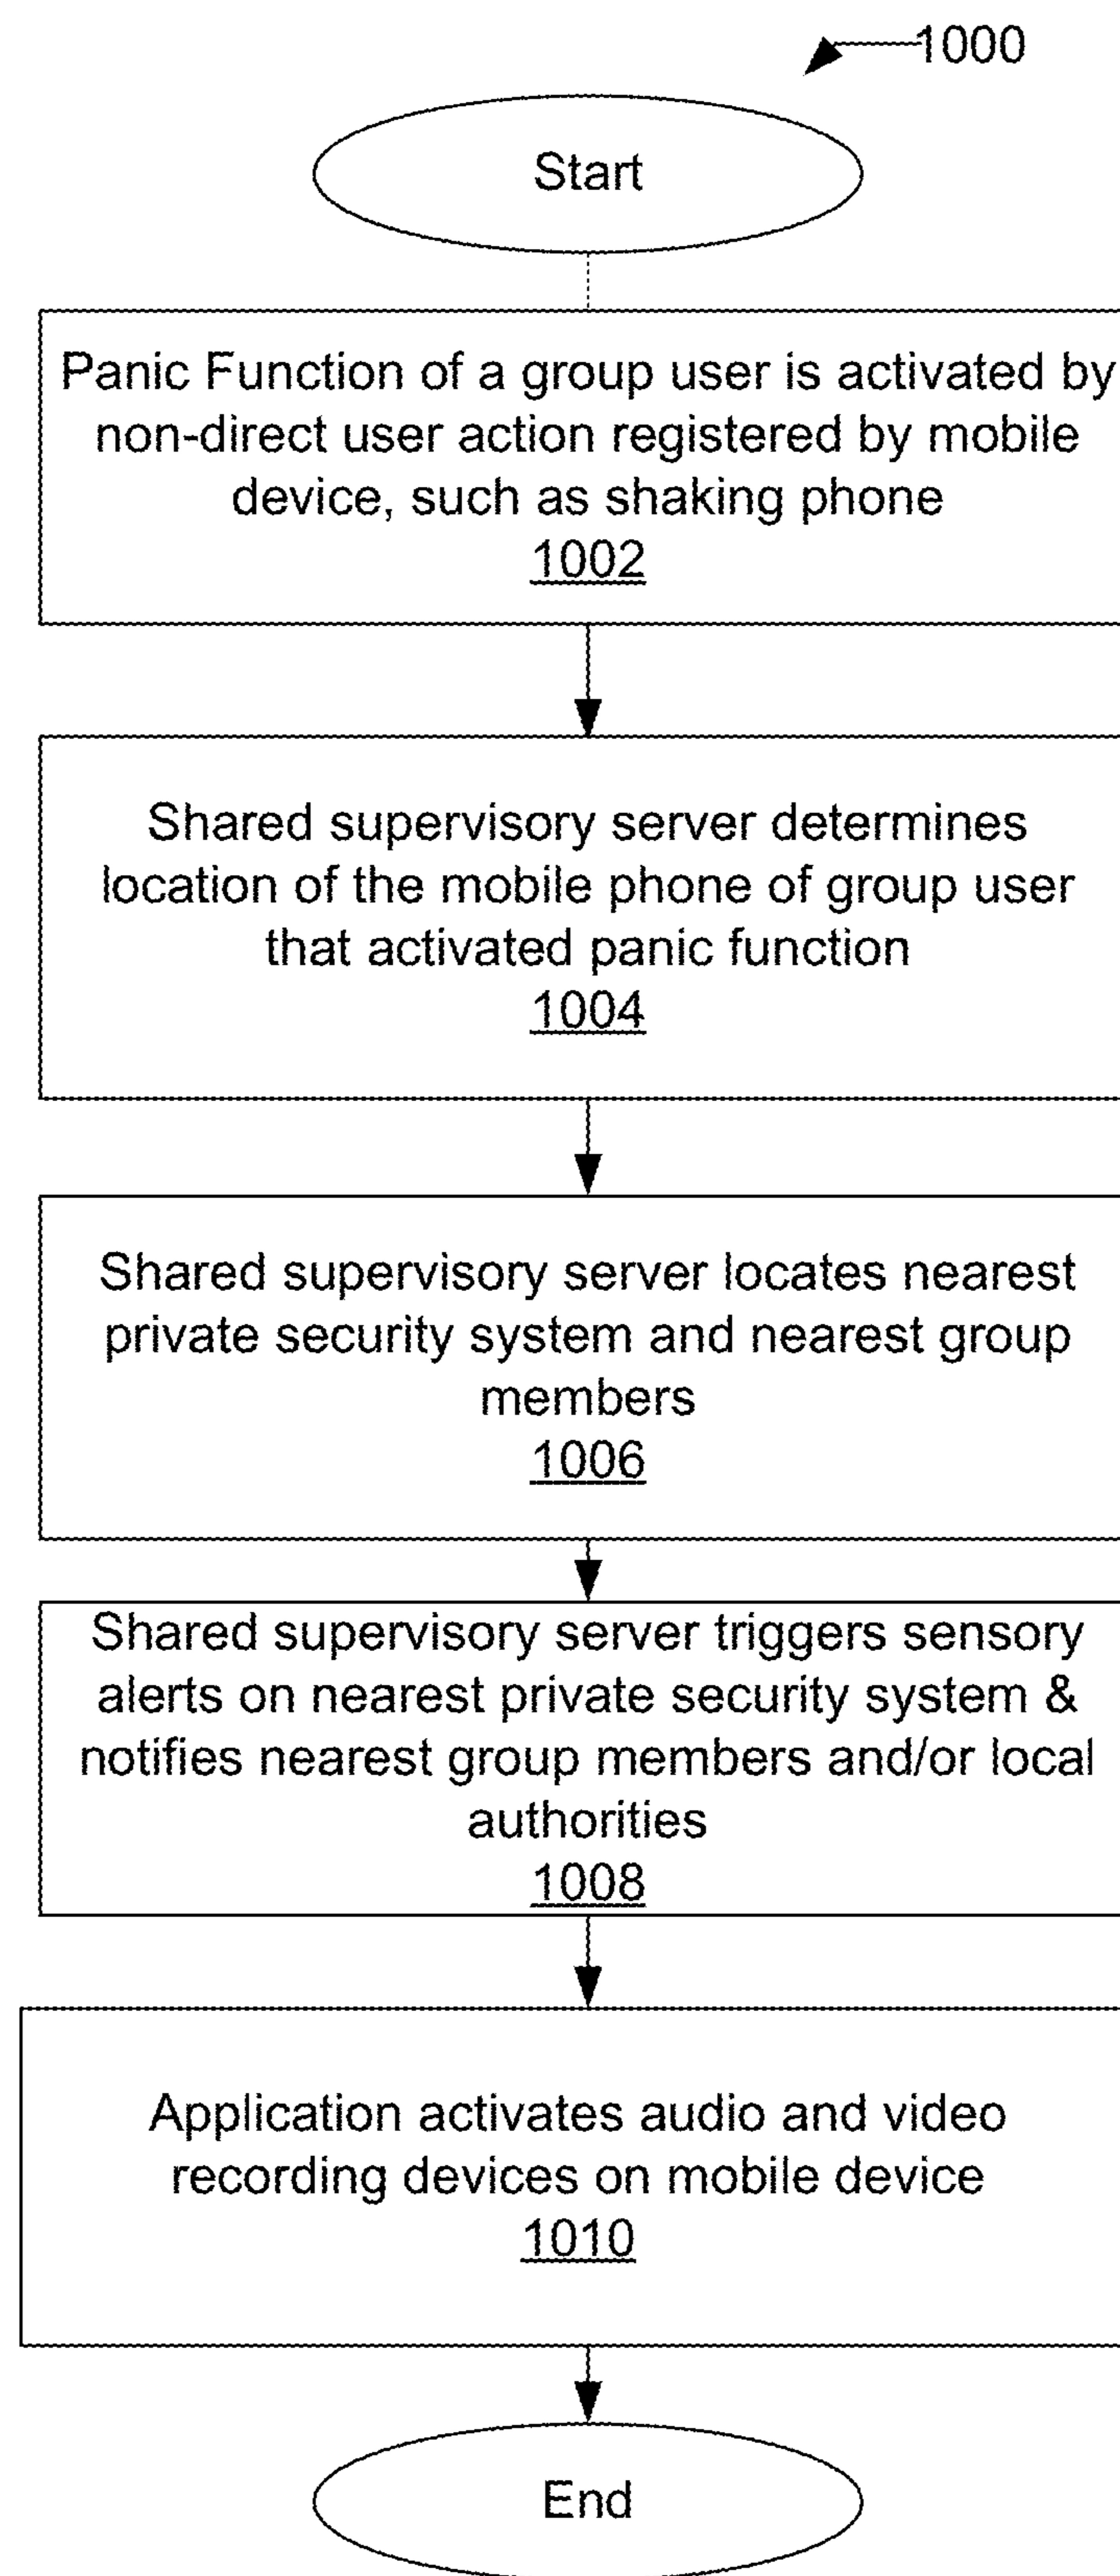 1000
Start
Panic Function of a group user is activated by
non-direct user action registered by mobile
device, such as shaking phone
1002
Shared supervisory server determines
location of the mobile phone of group user
that activated panic function
1004
Shared supervisory server locates nearest
private security system and nearest group
members
1006
Shared supervisory server triggers sensory
alerts on nearest private security system &
notifies nearest group members and/or local
authorities
1008
Application activates audio and video
recording devices on mobile device
1010
End